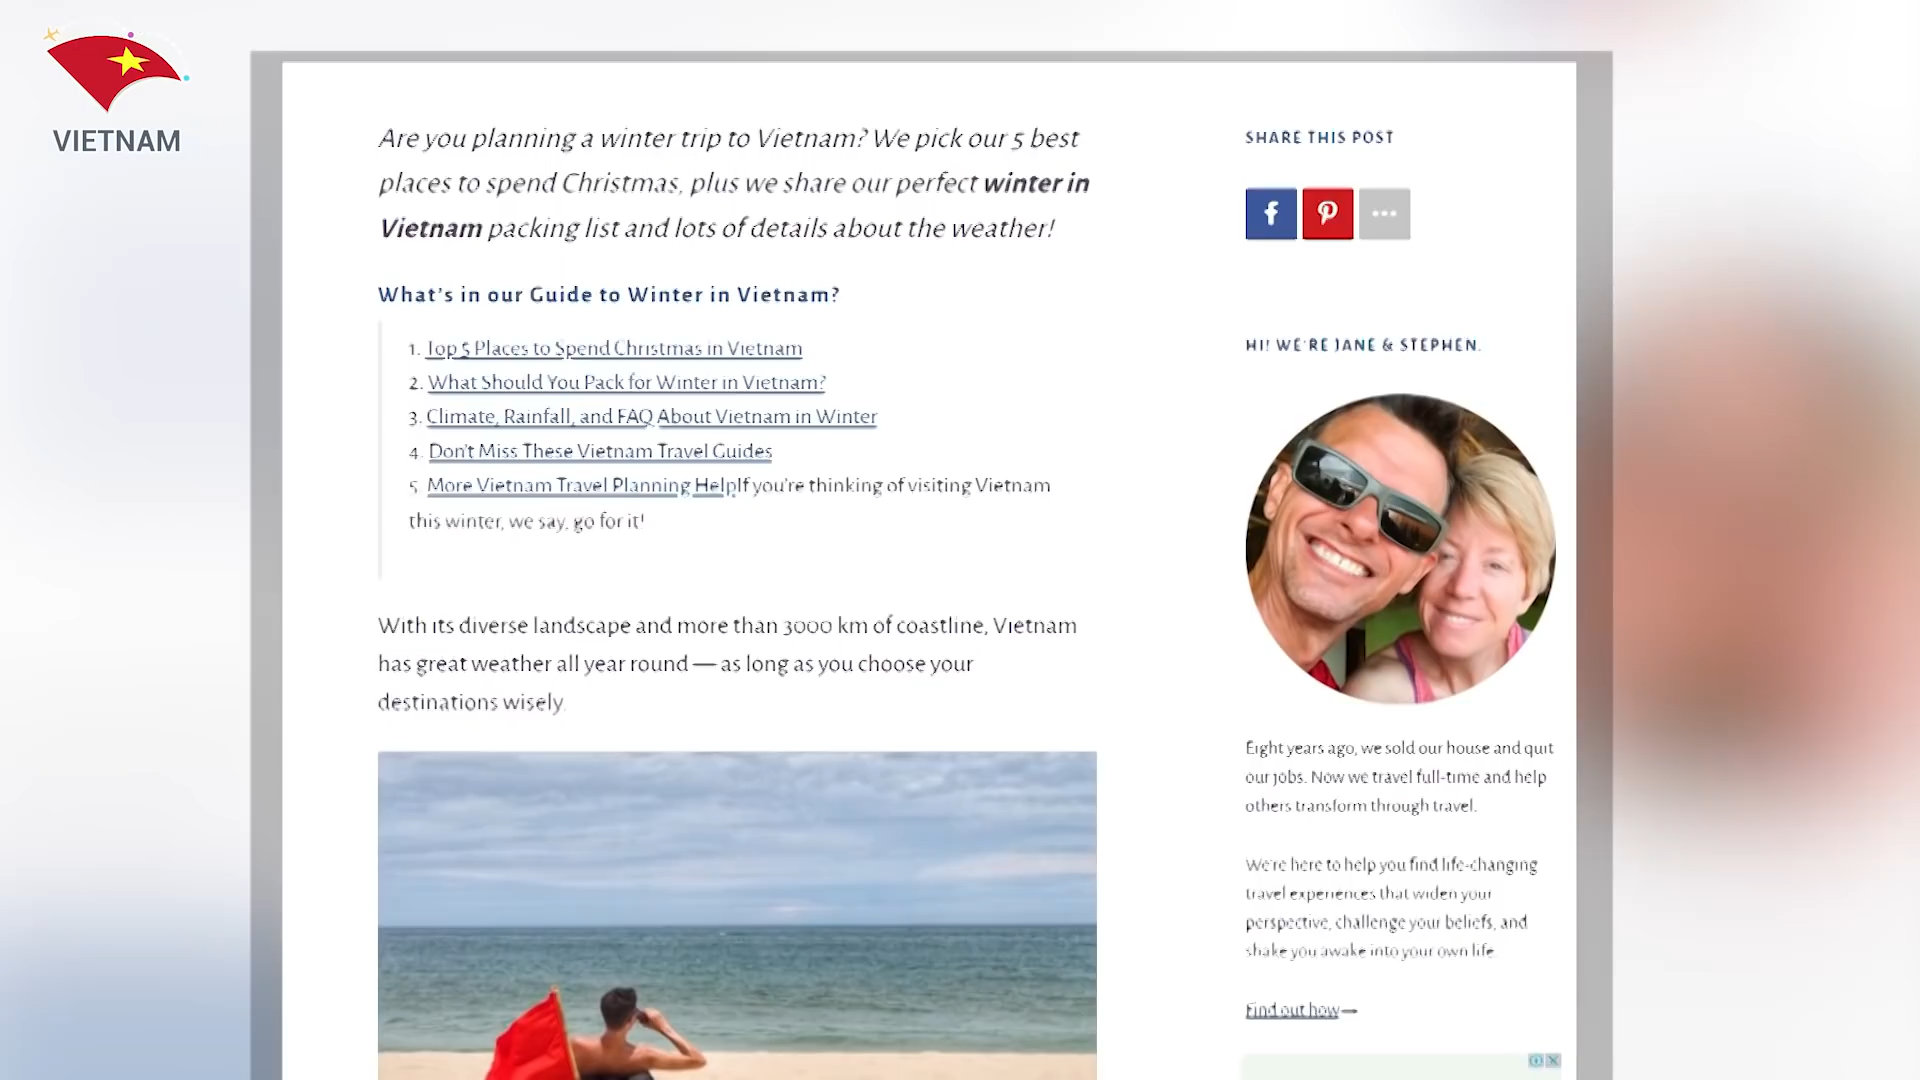 VIETNAM
Are you planning a winter trip to Vietnam? We pick our 5 best
places to spend Christmas, plus we share our perfect winter in
Vietnam packing list and lots of details about the weather!
What's in our Guide to Winter in Vietnam?
1. Top 5 Places to Spend Christmas in Vietnam
2. What Should You Pack for Winter in Vietnam?
3. Climate, Rainfall, and FAQ About Vietnam in Winter
4. Don't Miss These Vietnam Travel Guides
5. More Vietnam Travel Planning HelpIf you're thinking of visiting Vietnam
this winter, we say, go for it!
With its diverse landscape and more than 3000 km of coastline, Vietnam
has great weather all year round — as long as you choose your
destinations wisely.
SHARE THIS POST
HI! WE'RE JANE & STEPHEN.
Eight years ago, we sold our house and quit
our jobs. Now we travel full-time and help
others transform through travel.
We're here to help you find life-changing
travel experiences that widen your
perspective, challenge your beliefs, and
shake you awake into your own life.
Find out how—